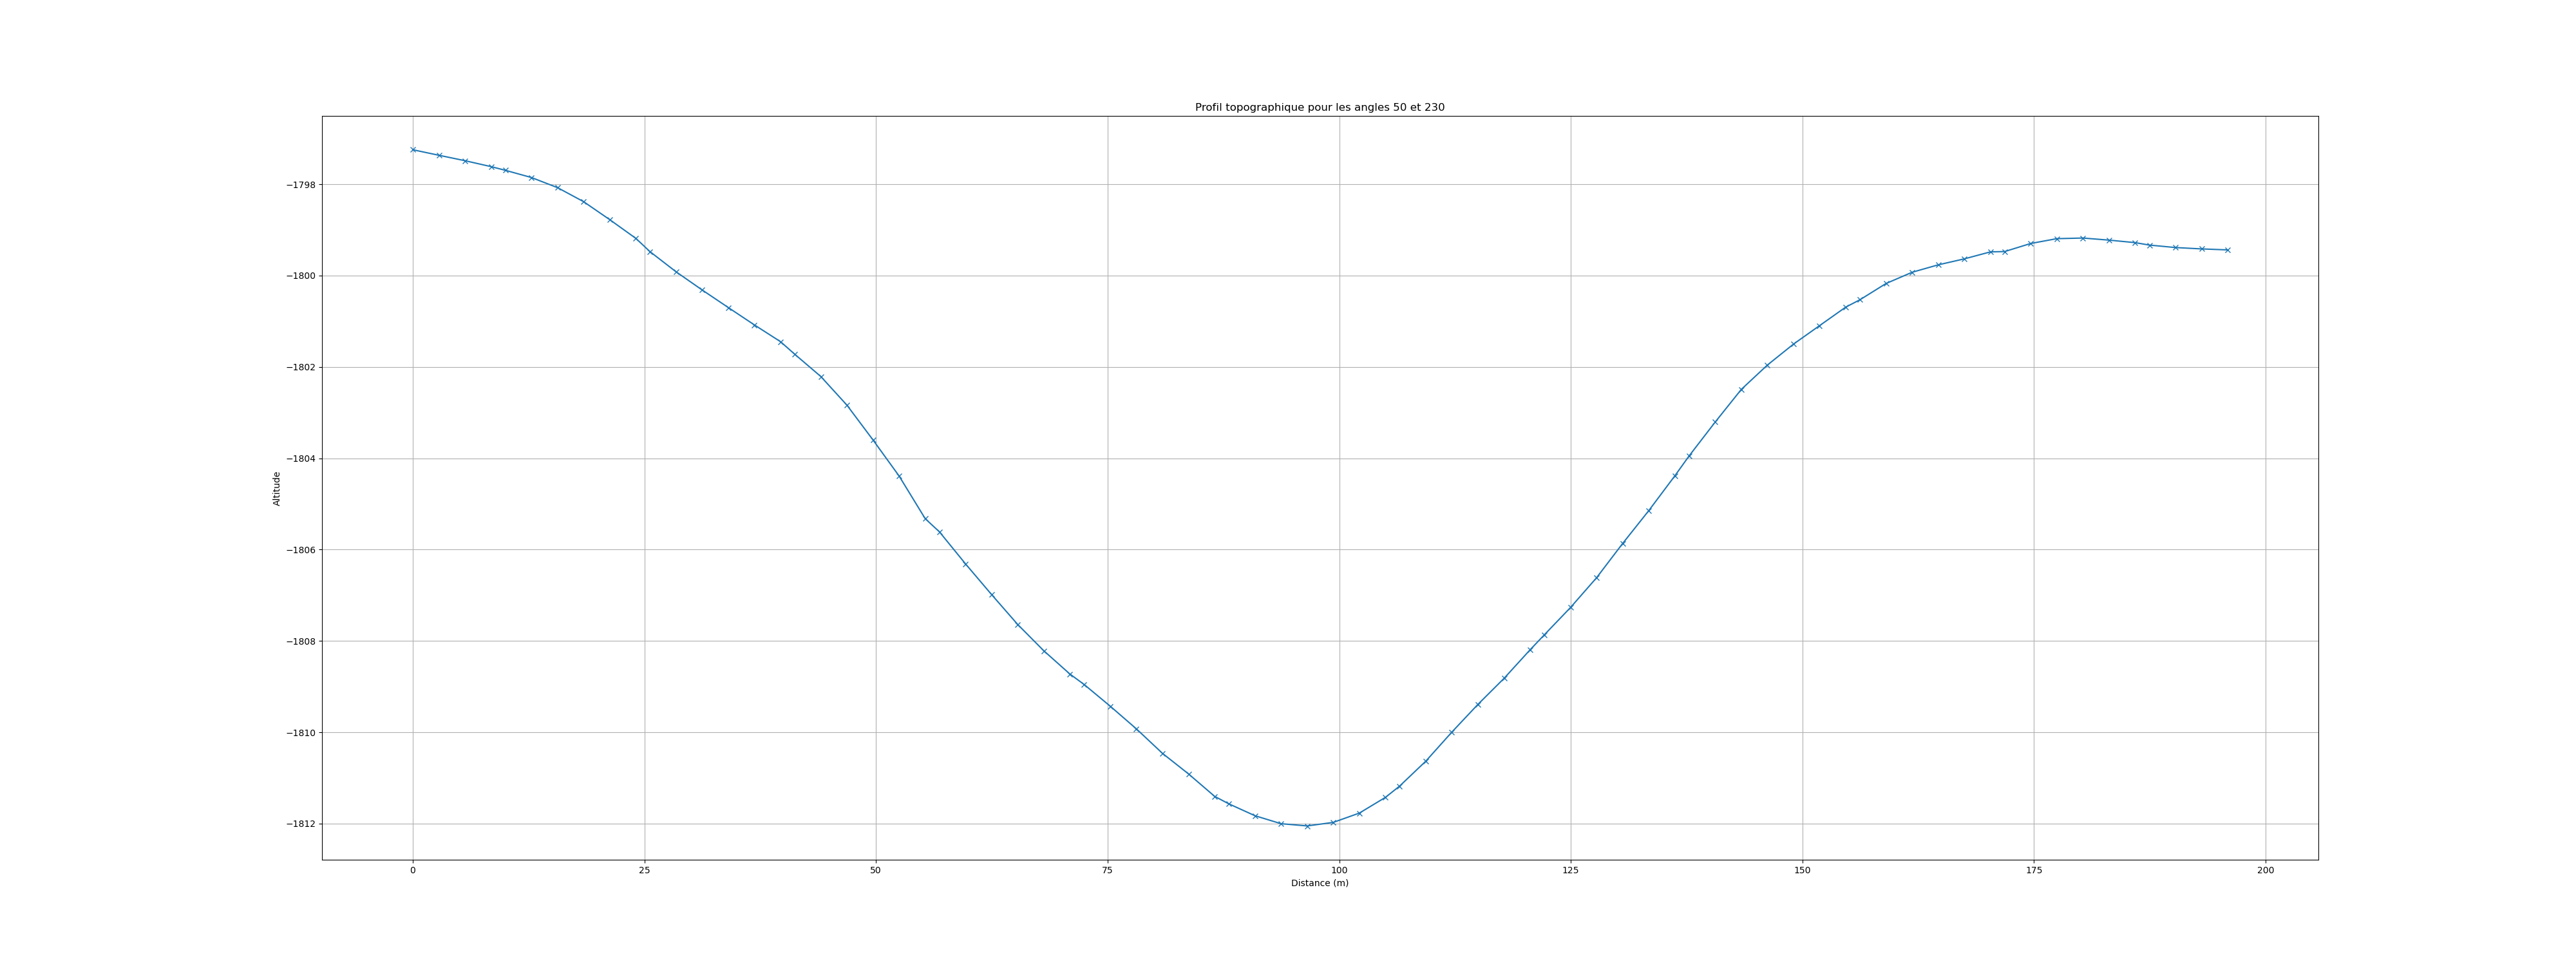 Profil topographique pour les angles 50 et 230
−1798
−1800
−1802
−1804
−1806
−1808
−1810
−1812
Altitude
0 25 50 75 100 125 150 175 200
Distance (m)